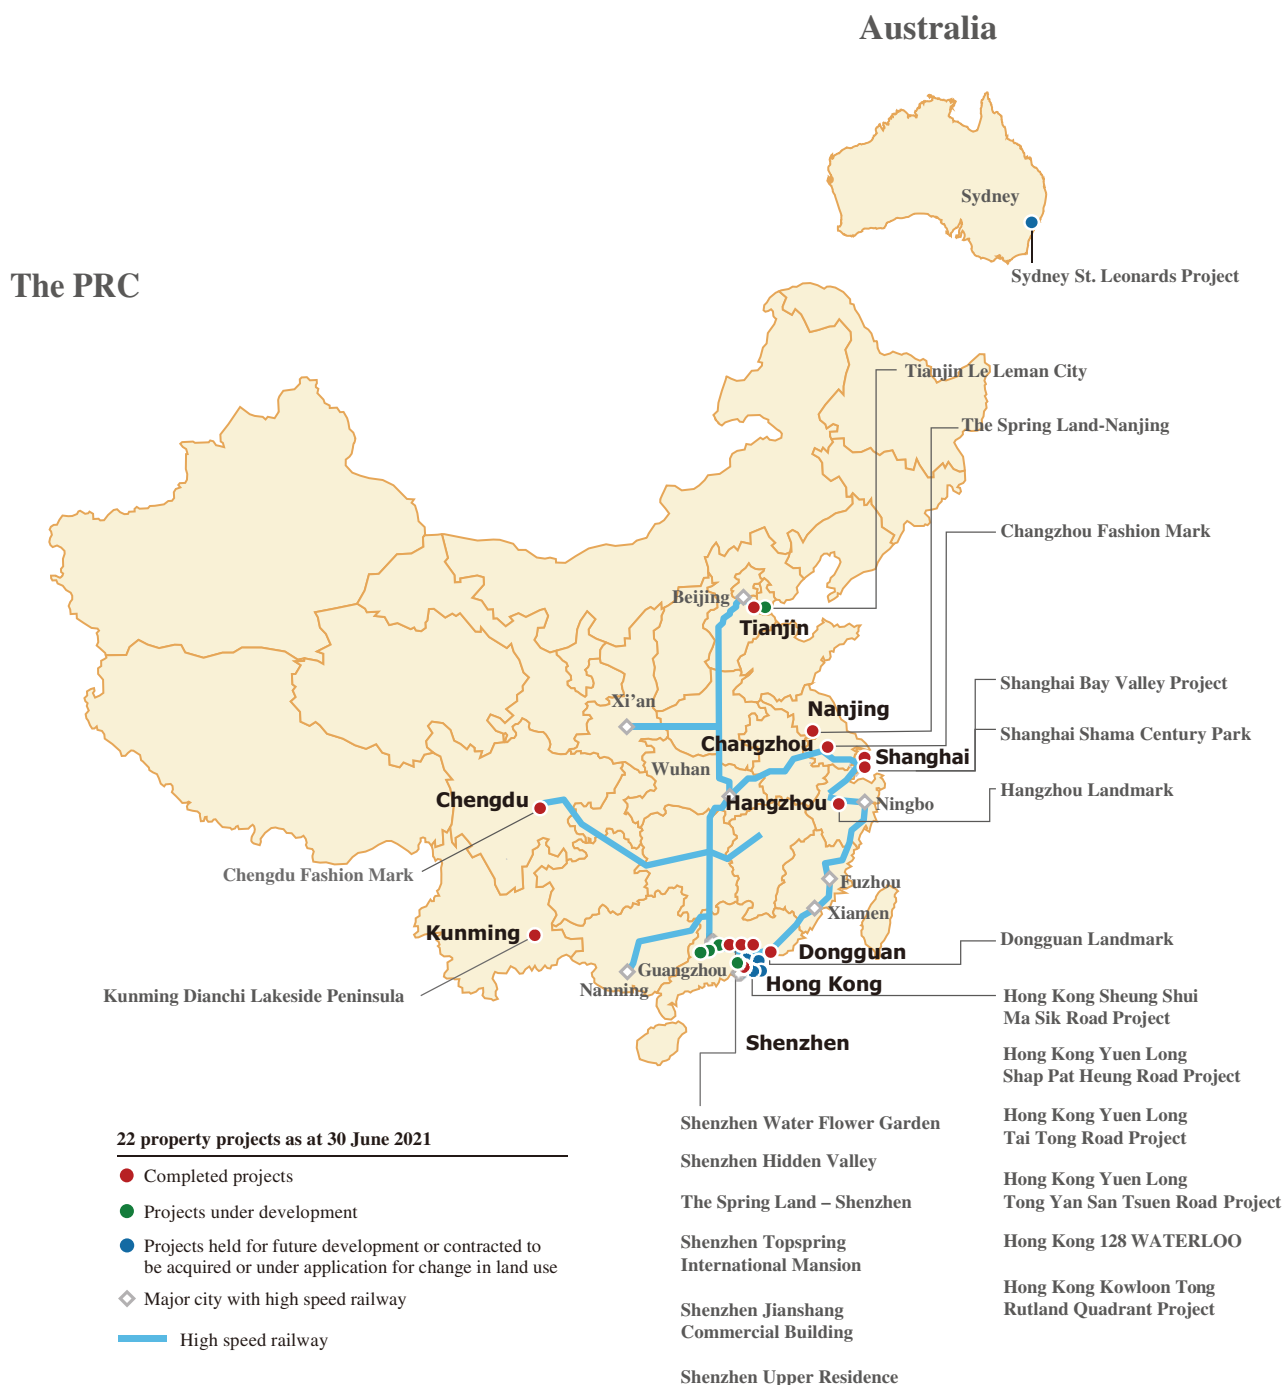 Australia
Sydney
Sydney St. Leonards Project
The PRC
Tianjin Le Leman City
The Spring Land-Nanjing
Changzhou Fashion Mark
Beijing
Tianjin
Shanghai Bay Valley Project
Xi’an
Nanjing
Shanghai Shama Century Park
Changzhou
Shanghai
Wuhan
Hangzhou Landmark
Chengdu
Hangzhou
Ningbo
Chengdu Fashion Mark
Fuzhou
Xiamen
Kunming
Dongguan Landmark
Dongguan
Guangzhou
Hong Kong
Nanning
Kunming Dianchi Lakeside Peninsula
Shenzhen
Hong Kong Sheung Shui
Ma Sik Road Project
Hong Kong Yuen Long
Shap Pat Heung Road Project
Hong Kong Yuen Long
Tai Tong Road Project
Hong Kong Yuen Long
Tong Yan San Tsuen Road Project
Hong Kong 128 WATERLOO
Hong Kong Kowloon Tong
Rutland Quadrant Project
Shenzhen Water Flower Garden
Shenzhen Hidden Valley
The Spring Land – Shenzhen
Shenzhen Topspring
International Mansion
Shenzhen Jianshang
Commercial Building
Shenzhen Upper Residence
22 property projects as at 30 June 2021
Completed projects
Projects under development
Projects held for future development or contracted to
be acquired or under application for change in land use
Major city with high speed railway
High speed railway